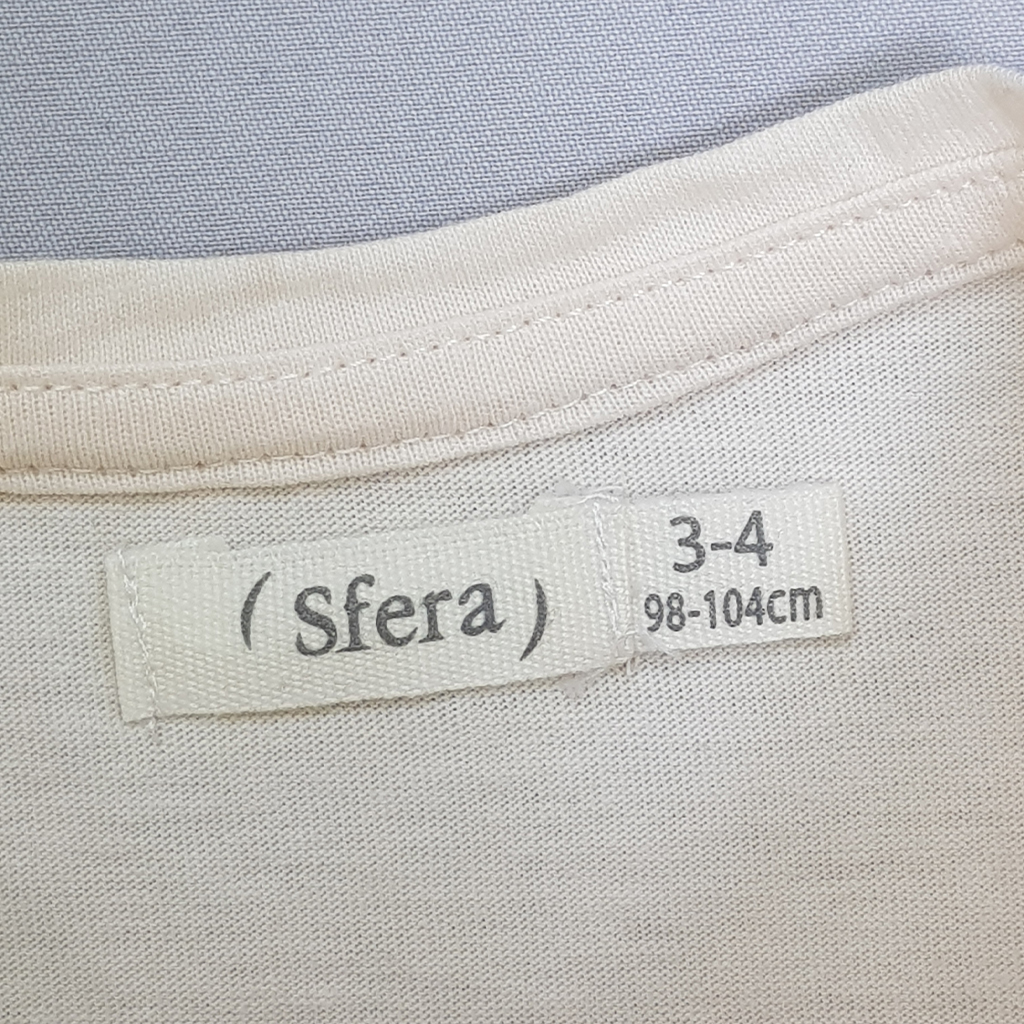 ( Sfera )
3-4
98-104cm